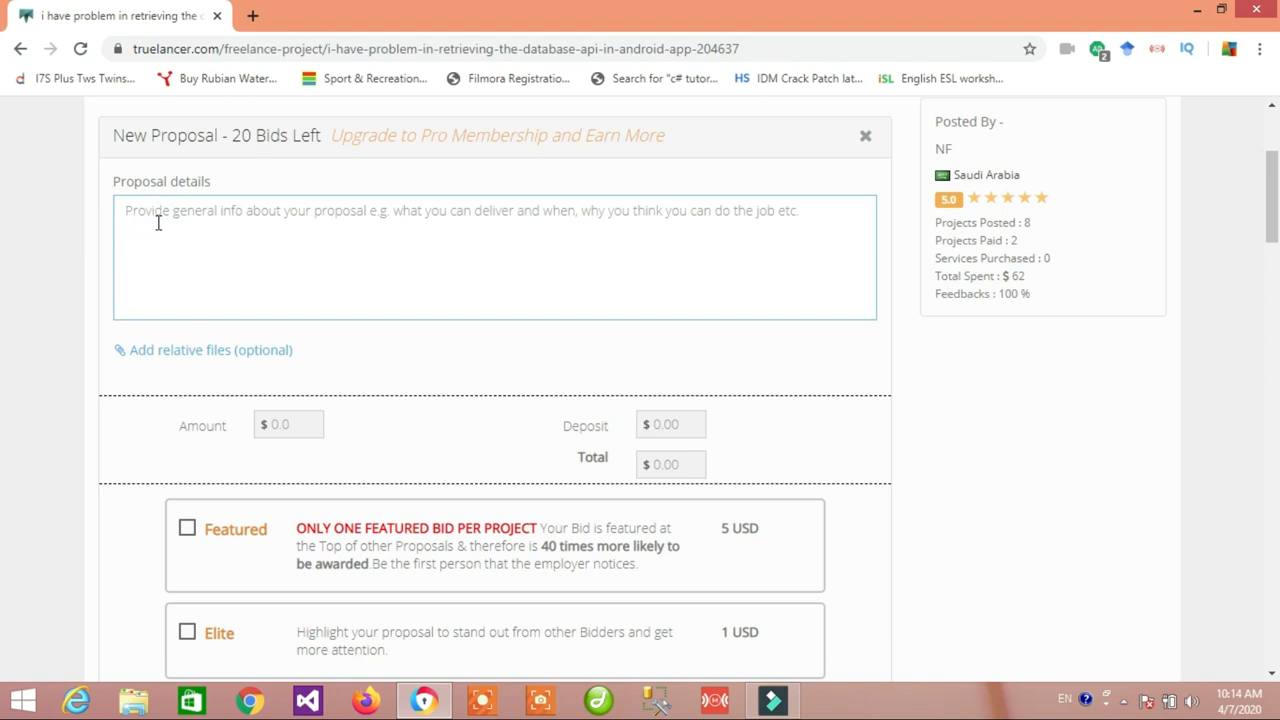 i have problem in retrieving the
truelancer.com/freelance-project/i-have-problem-in-retrieving-the-database-api-in-android-app-204637
2
IQ
I7S Plus Tws Twins...
Buy Rubian Water...
Sport & Recreation...
Filmora Registratio...
Search for "c# tutor...
HS IDM Crack Patch lat...
iSL English ESL worksh...
New Proposal - 20 Bids Left Upgrade to Pro Membership and Earn More
Posted By -
NF
Saudi Arabia
5.0
Projects Posted : 8
Projects Paid : 2
Services Purchased : 0
Total Spent : $ 62
Feedbacks : 100 %
Proposal details
Provide general info about your proposal e.g. what you can deliver and when, why you think you can do the job etc.
Add relative files (optional)
Amount $ 0.0 Deposit $ 0.00
Total $ 0.00
Featured ONLY ONE FEATURED BID PER PROJECT Your Bid is featured at 5 USD
the Top of other Proposals & therefore is 40 times more likely to
be awarded.Be the first person that the employer notices.
Elite Highlight your proposal to stand out from other Bidders and get 1 USD
more attention.
EN
10:14 AM
4/7/2020